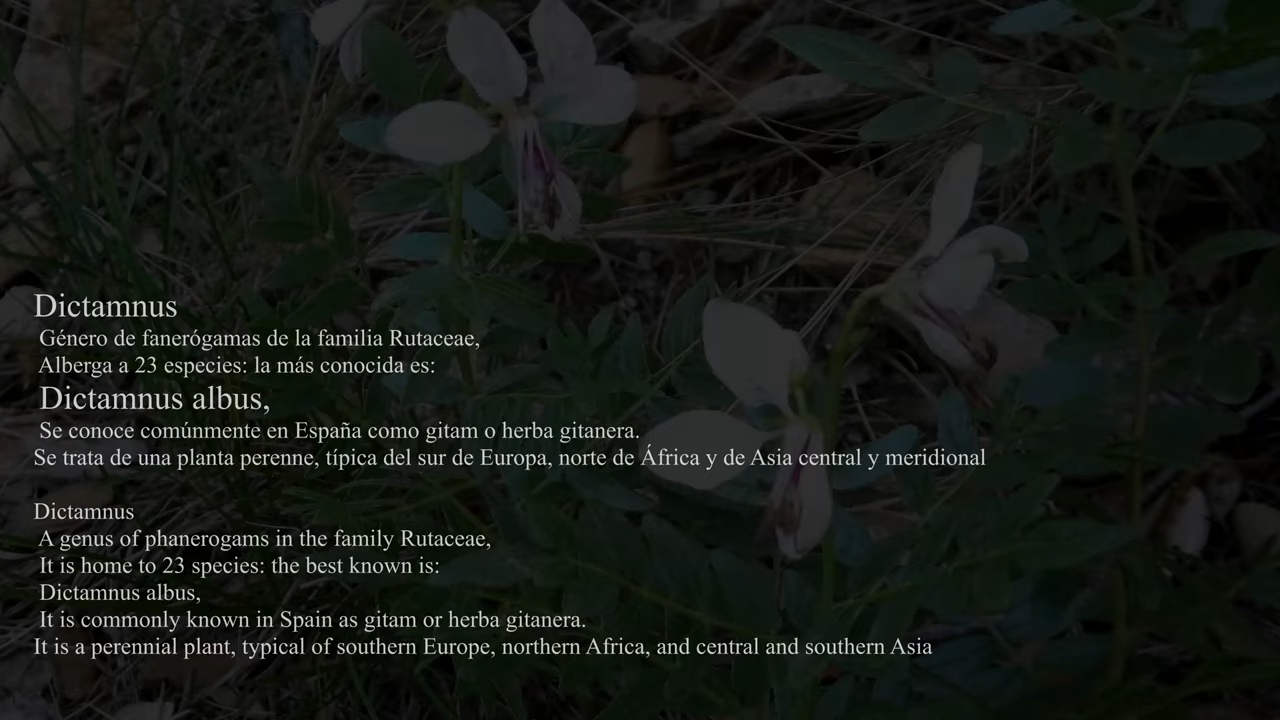 Dictamnus
Género de fanerógamas de la familia Rutaceae,
Alberga a 23 especies: la más conocida es:
Dictamnus albus,
Se conoce comúnmente en España como gitam o herba gitanera.
Se trata de una planta perenne, típica del sur de Europa, norte de África y de Asia central y meridional
Dictamnus
A genus of phanerogams in the family Rutaceae,
It is home to 23 species: the best known is:
Dictamnus albus,
It is commonly known in Spain as gitam or herba gitanera.
It is a perennial plant, typical of southern Europe, northern Africa, and central and southern Asia